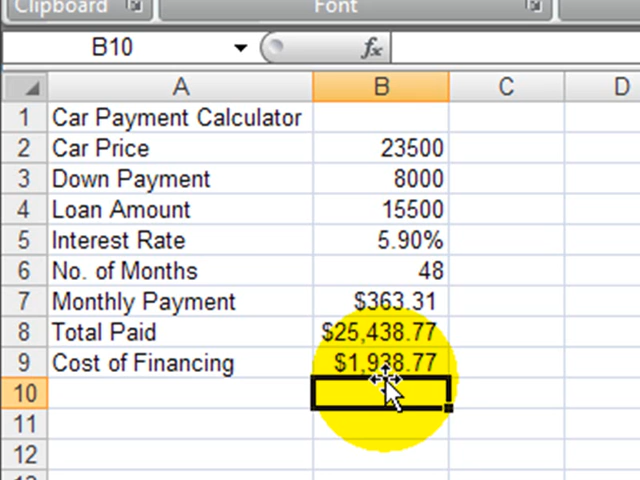 Clipboard Font
B10 fx
A B C D
1 Car Payment Calculator
2 Car Price 23500
3 Down Payment 8000
4 Loan Amount 15500
5 Interest Rate 5.90%
6 No. of Months 48
7 Monthly Payment $363.31
8 Total Paid $25,438.77
9 Cost of Financing $1,938.77
10
11
12